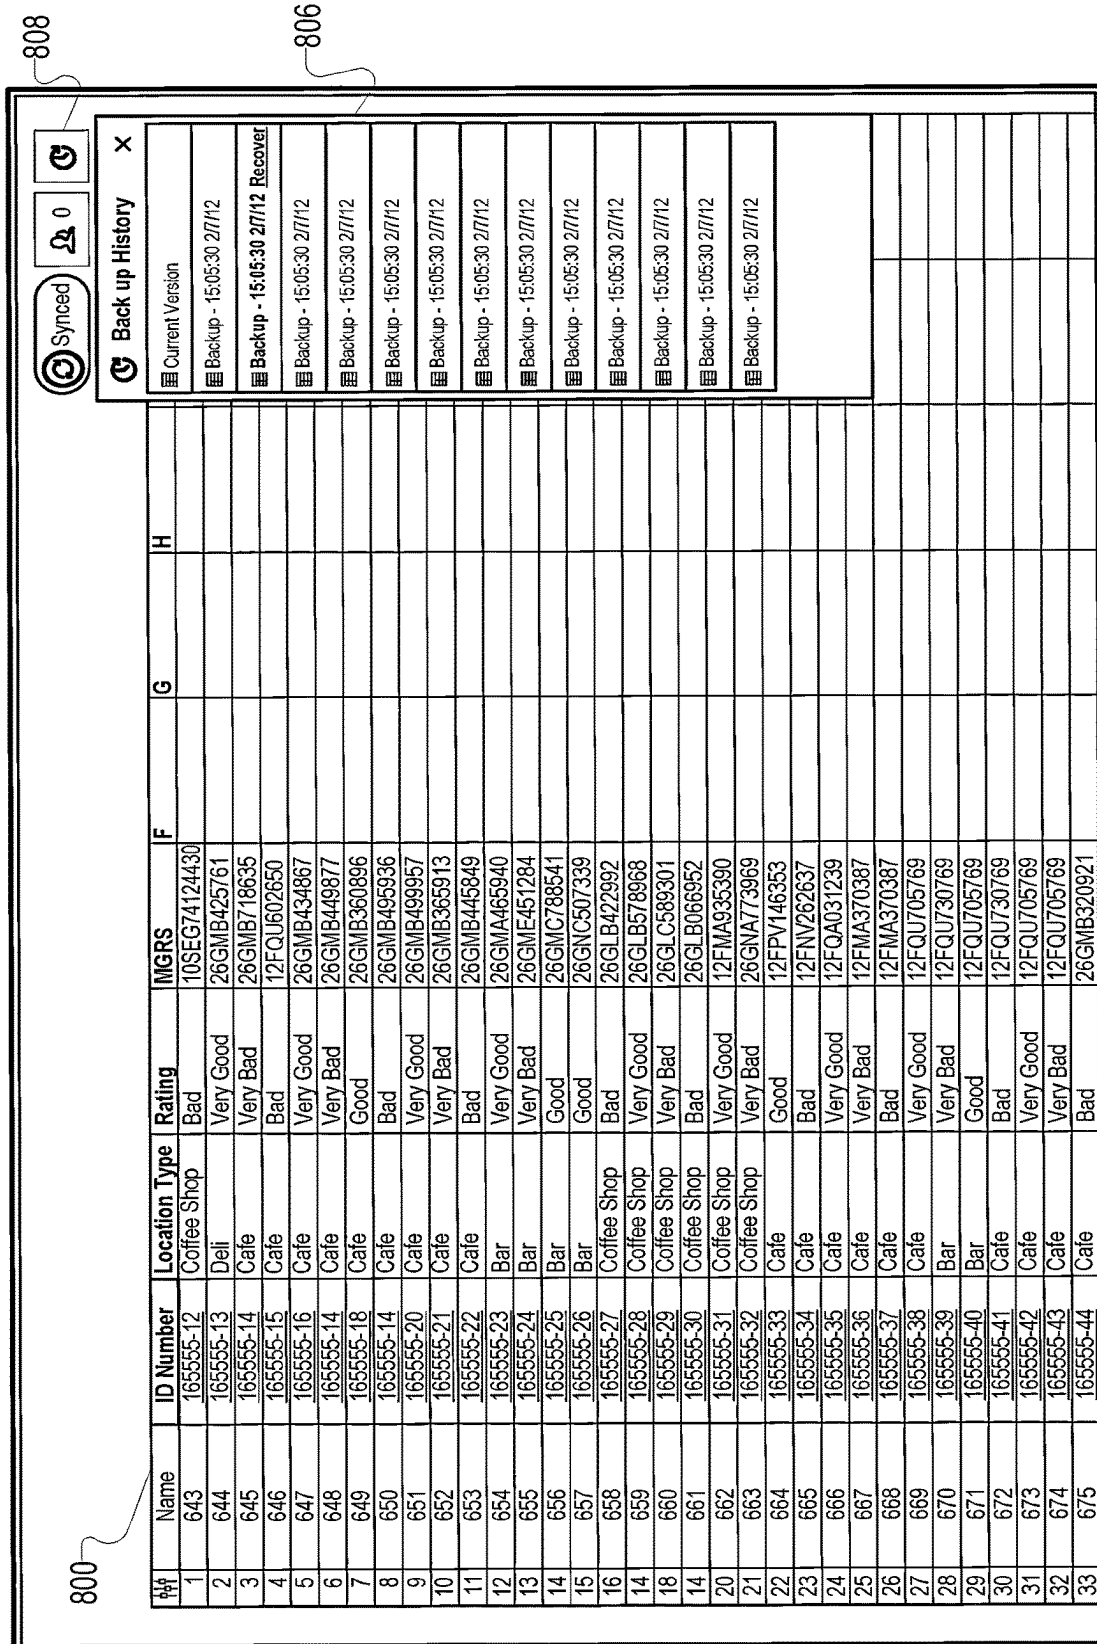 808
806
800
Synced
0
Back up History X
Current Version
Backup - 15:05:30 2/7/12
Backup - 15:05:30 2/7/12 Recover
Backup - 15:05:30 2/7/12
Backup - 15:05:30 2/7/12
Backup - 15:05:30 2/7/12
Backup - 15:05:30 2/7/12
Backup - 15:05:30 2/7/12
Backup - 15:05:30 2/7/12
Backup - 15:05:30 2/7/12
Backup - 15:05:30 2/7/12
Backup - 15:05:30 2/7/12
Backup - 15:05:30 2/7/12
Backup - 15:05:30 2/7/12
Name ID Number Location Type Rating MGRS F G H
1 643 165555-12 Coffee Shop Bad 10SEG74124430
2 644 165555-13 Deli Very Good 26GMB425761
3 645 165555-14 Cafe Very Bad 26GMB718635
4 646 165555-15 Cafe Bad 12FQU602650
5 647 165555-16 Cafe Very Good 26GMB434867
6 648 165555-14 Cafe Very Bad 26GMB449877
7 649 165555-18 Cafe Good 26GMB360896
8 650 165555-14 Cafe Bad 26GMB495936
9 651 165555-20 Cafe Very Good 26GMB499957
10 652 165555-21 Cafe Very Bad 26GMB365913
11 653 165555-22 Cafe Bad 26GMB445849
12 654 165555-23 Bar Very Good 26GMA465940
13 655 165555-24 Bar Very Bad 26GME451284
14 656 165555-25 Bar Good 26GMC788541
15 657 165555-26 Bar Good 26GNC507339
16 658 165555-27 Coffee Shop Bad 26GLB422992
14 659 165555-28 Coffee Shop Very Good 26GLB578968
18 660 165555-29 Coffee Shop Very Bad 26GLC589301
14 661 165555-30 Coffee Shop Bad 26GLB066952
20 662 165555-31 Coffee Shop Very Good 12FMA935390
21 663 165555-32 Coffee Shop Very Bad 26GNA773969
22 664 165555-33 Cafe Good 12FPV146353
23 665 165555-34 Cafe Bad 12FNV262637
24 666 165555-35 Cafe Very Good 12FQA031239
25 667 165555-36 Cafe Very Bad 12FMA370387
26 668 165555-37 Cafe Bad 12FMA370387
27 669 165555-38 Cafe Very Good 12FQU705769
28 670 165555-39 Bar Very Bad 12FQU730769
29 671 165555-40 Bar Good 12FQU705769
30 672 165555-41 Cafe Bad 12FQU730769
31 673 165555-42 Cafe Very Good 12FQU705769
32 674 165555-43 Cafe Very Bad 12FQU705769
33 675 165555-44 Cafe Bad 26GMB320921